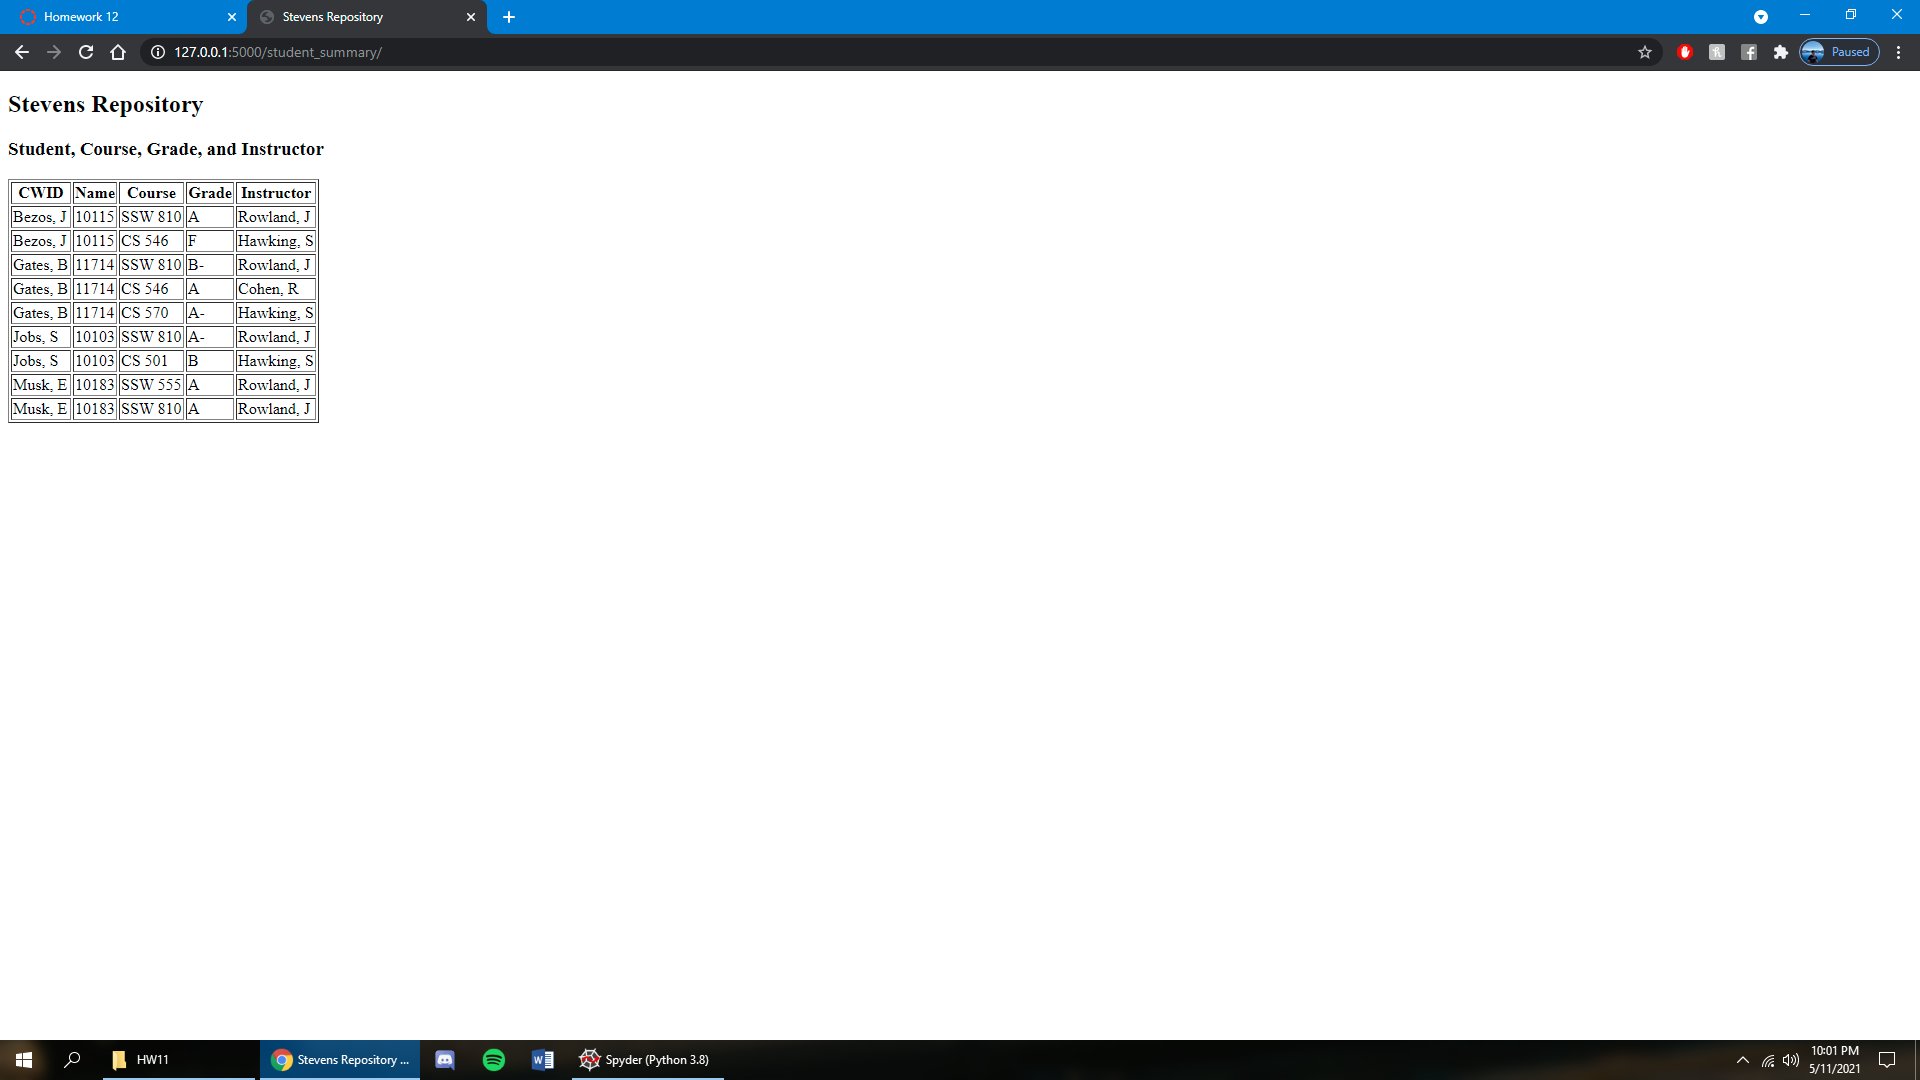 Homework 12
Stevens Repository
127.0.0.1:5000/student_summary/
Paused
Stevens Repository
Student, Course, Grade, and Instructor
CWID Name Course Grade Instructor
Bezos, J 10115 SSW 810 A Rowland, J
Bezos, J 10115 CS 546 F Hawking, S
Gates, B 11714 SSW 810 B- Rowland, J
Gates, B 11714 CS 546 A Cohen, R
Gates, B 11714 CS 570 A- Hawking, S
Jobs, S 10103 SSW 810 A- Rowland, J
Jobs, S 10103 CS 501 B Hawking, S
Musk, E 10183 SSW 555 A Rowland, J
Musk, E 10183 SSW 810 A Rowland, J
HW11
Stevens Repository ...
Spyder (Python 3.8)
10:01 PM
5/11/2021